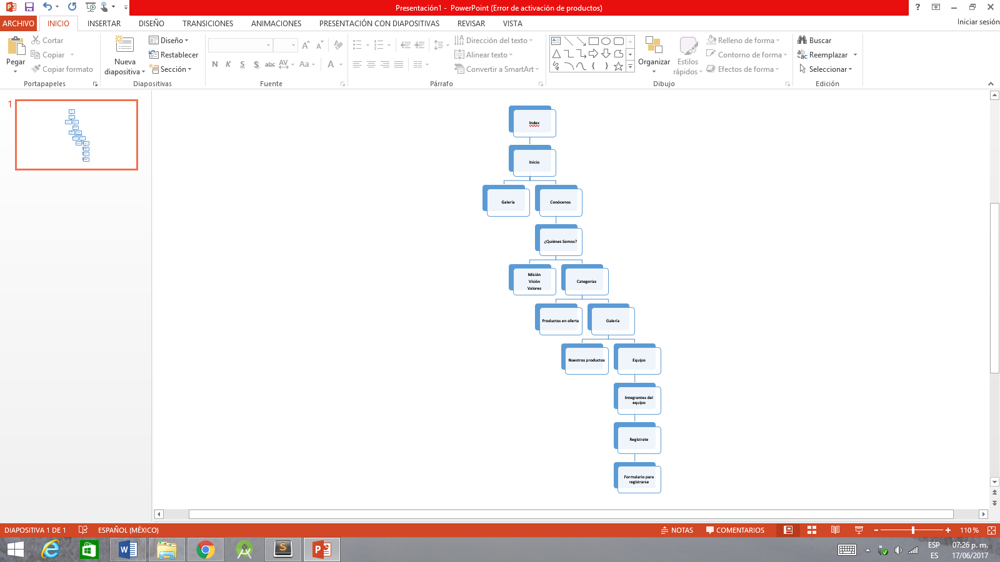 Presentación1 - PowerPoint (Error de activación de productos)
?
ARCHIVO INICIO INSERTAR DISEÑO TRANSICIONES ANIMACIONES PRESENTACIÓN CON DIAPOSITIVAS REVISAR VISTA Iniciar sesión
Pegar
Cortar
Copiar
Copiar formato
Portapapeles
Nueva
diapositiva
Diseño
Restablecer
Sección
Diapositivas
N K S S abc AV Aa A
A A
Fuente
Dirección del texto
Alinear texto
Convertir a SmartArt
Párrafo
Organizar
Estilos
rápidos
Relleno de forma
Contorno de forma
Efectos de forma
Dibujo
Buscar
Reemplazar
Seleccionar
Edición
1
Index
Inicio
Galeria
Conócenos
¿Quiénes Somos?
Misión
Visión
Valores
Categorías
Productos en oferta
Galería
Nuestros productos
Equipo
Integrantes del
equipo
Registrate
Formulario para
registrarse
DIAPOSITIVA 1 DE 1 ESPAÑOL (MÉXICO) NOTAS COMENTARIOS 110 %
ESP
ES
07:26 p. m.
17/06/2017